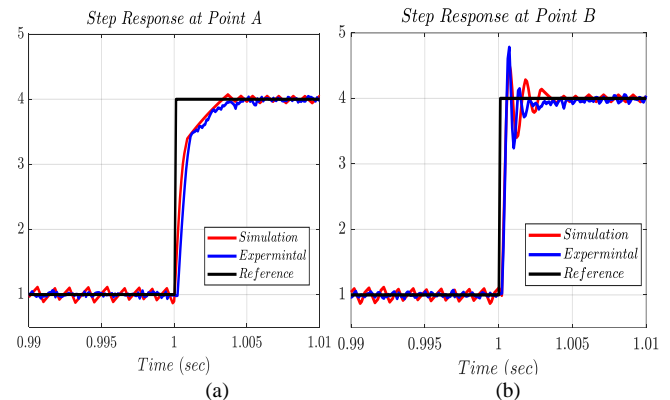 Step Response at Point A
5
4
3
2
1
Simulation
Expermintal
Reference
0.99
0.995
1
1.005
1.01
Time (sec)
(a)
Step Response at Point B
5
4
3
2
1
Simulation
Expermintal
Reference
0.99
0.995
1
1.005
1.01
Time (sec)
(b)